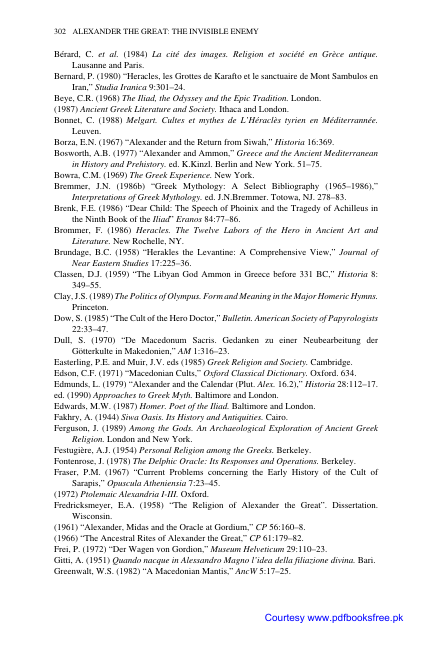 302 ALEXANDER THE GREAT: THE INVISIBLE ENEMY
Bérard, C. et al. (1984) La cité des images. Religion et société en Grèce antique.
Lausanne and Paris.
Bernard, P. (1980) “Heracles, les Grottes de Karafto et le sanctuaire de Mont Sambulos en
Iran,” Studia Iranica 9:301–24.
Beye, C.R. (1968) The Iliad, the Odyssey and the Epic Tradition. London.
(1987) Ancient Greek Literature and Society. Ithaca and London.
Bonnet, C. (1988) Melgart. Cultes et mythes de L’Héraclès tyrien en Méditerrannée.
Leuven.
Borza, E.N. (1967) “Alexander and the Return from Siwah,” Historia 16:369.
Bosworth, A.B. (1977) “Alexander and Ammon,” Greece and the Ancient Mediterranean
in History and Prehistory. ed. K.Kinzl. Berlin and New York. 51–75.
Bowra, C.M. (1969) The Greek Experience. New York.
Bremmer, J.N. (1986b) “Greek Mythology: A Select Bibliography (1965–1986),”
Interpretations of Greek Mythology. ed. J.N.Bremmer. Totowa, NJ. 278–83.
Brenk, F.E. (1986) “Dear Child: The Speech of Phoinix and the Tragedy of Achilleus in
the Ninth Book of the Iliad” Eranos 84:77–86.
Brommer, F. (1986) Heracles. The Twelve Labors of the Hero in Ancient Art and
Literature. New Rochelle, NY.
Brundage, B.C. (1958) “Herakles the Levantine: A Comprehensive View,” Journal of
Near Eastern Studies 17:225–36.
Classen, D.J. (1959) “The Libyan God Ammon in Greece before 331 BC,” Historia 8:
349–55.
Clay, J.S. (1989) The Politics of Olympus. Form and Meaning in the Major Homeric Hymns.
Princeton.
Dow, S. (1985) “The Cult of the Hero Doctor,” Bulletin. American Society of Papyrologists
22:33–47.
Dull, S. (1970) “De Macedonum Sacris. Gedanken zu einer Neubearbeitung der
Götterkulte in Makedonien,” AM 1:316–23.
Easterling, P.E. and Muir, J.V. eds (1985) Greek Religion and Society. Cambridge.
Edson, C.F. (1971) “Macedonian Cults,” Oxford Classical Dictionary. Oxford. 634.
Edmunds, L. (1979) “Alexander and the Calendar (Plut. Alex. 16.2),” Historia 28:112–17.
ed. (1990) Approaches to Greek Myth. Baltimore and London.
Edwards, M.W. (1987) Homer. Poet of the Iliad. Baltimore and London.
Fakhry, A. (1944) Siwa Oasis. Its History and Antiquities. Cairo.
Ferguson, J. (1989) Among the Gods. An Archaeological Exploration of Ancient Greek
Religion. London and New York.
Festugière, A.J. (1954) Personal Religion among the Greeks. Berkeley.
Fontenrose, J. (1978) The Delphic Oracle: Its Responses and Operations. Berkeley.
Fraser, P.M. (1967) “Current Problems concerning the Early History of the Cult of
Sarapis,” Opuscula Atheniensia 7:23–45.
(1972) Ptolemaic Alexandria I-III. Oxford.
Fredricksmeyer, E.A. (1958) “The Religion of Alexander the Great”. Dissertation.
Wisconsin.
(1961) “Alexander, Midas and the Oracle at Gordium,” CP 56:160–8.
(1966) “The Ancestral Rites of Alexander the Great,” CP 61:179–82.
Frei, P. (1972) “Der Wagen von Gordion,” Museum Helveticum 29:110–23.
Gitti, A. (1951) Quando nacque in Alessandro Magno l’idea della filiazione divina. Bari.
Greenwalt, W.S. (1982) “A Macedonian Mantis,” AncW 5:17–25.
Courtesy www.pdfbooksfree.pk